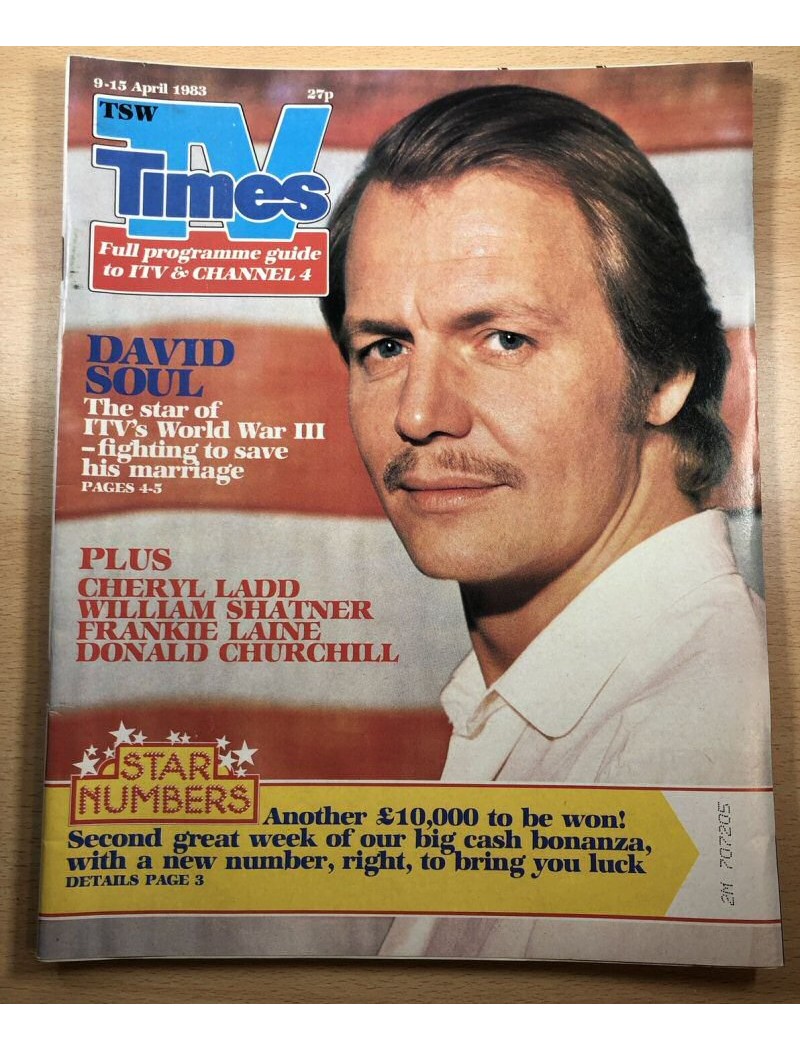 9-15 April 1983
27p
TSW
TV
Times
Full programme guide
to ITV & CHANNEL 4
DAVID
SOUL
The star of
ITV's World War III
–fighting to save
his marriage
PAGES 4-5
PLUS
CHERYL LADD
WILLIAM SHATNER
FRANKIE LAINE
DONALD CHURCHILL
STAR
NUMBERS
Another £10,000 to be won!
Second great week of our big cash bonanza,
with a new number, right, to bring you luck
DETAILS PAGE 3
2M 707205